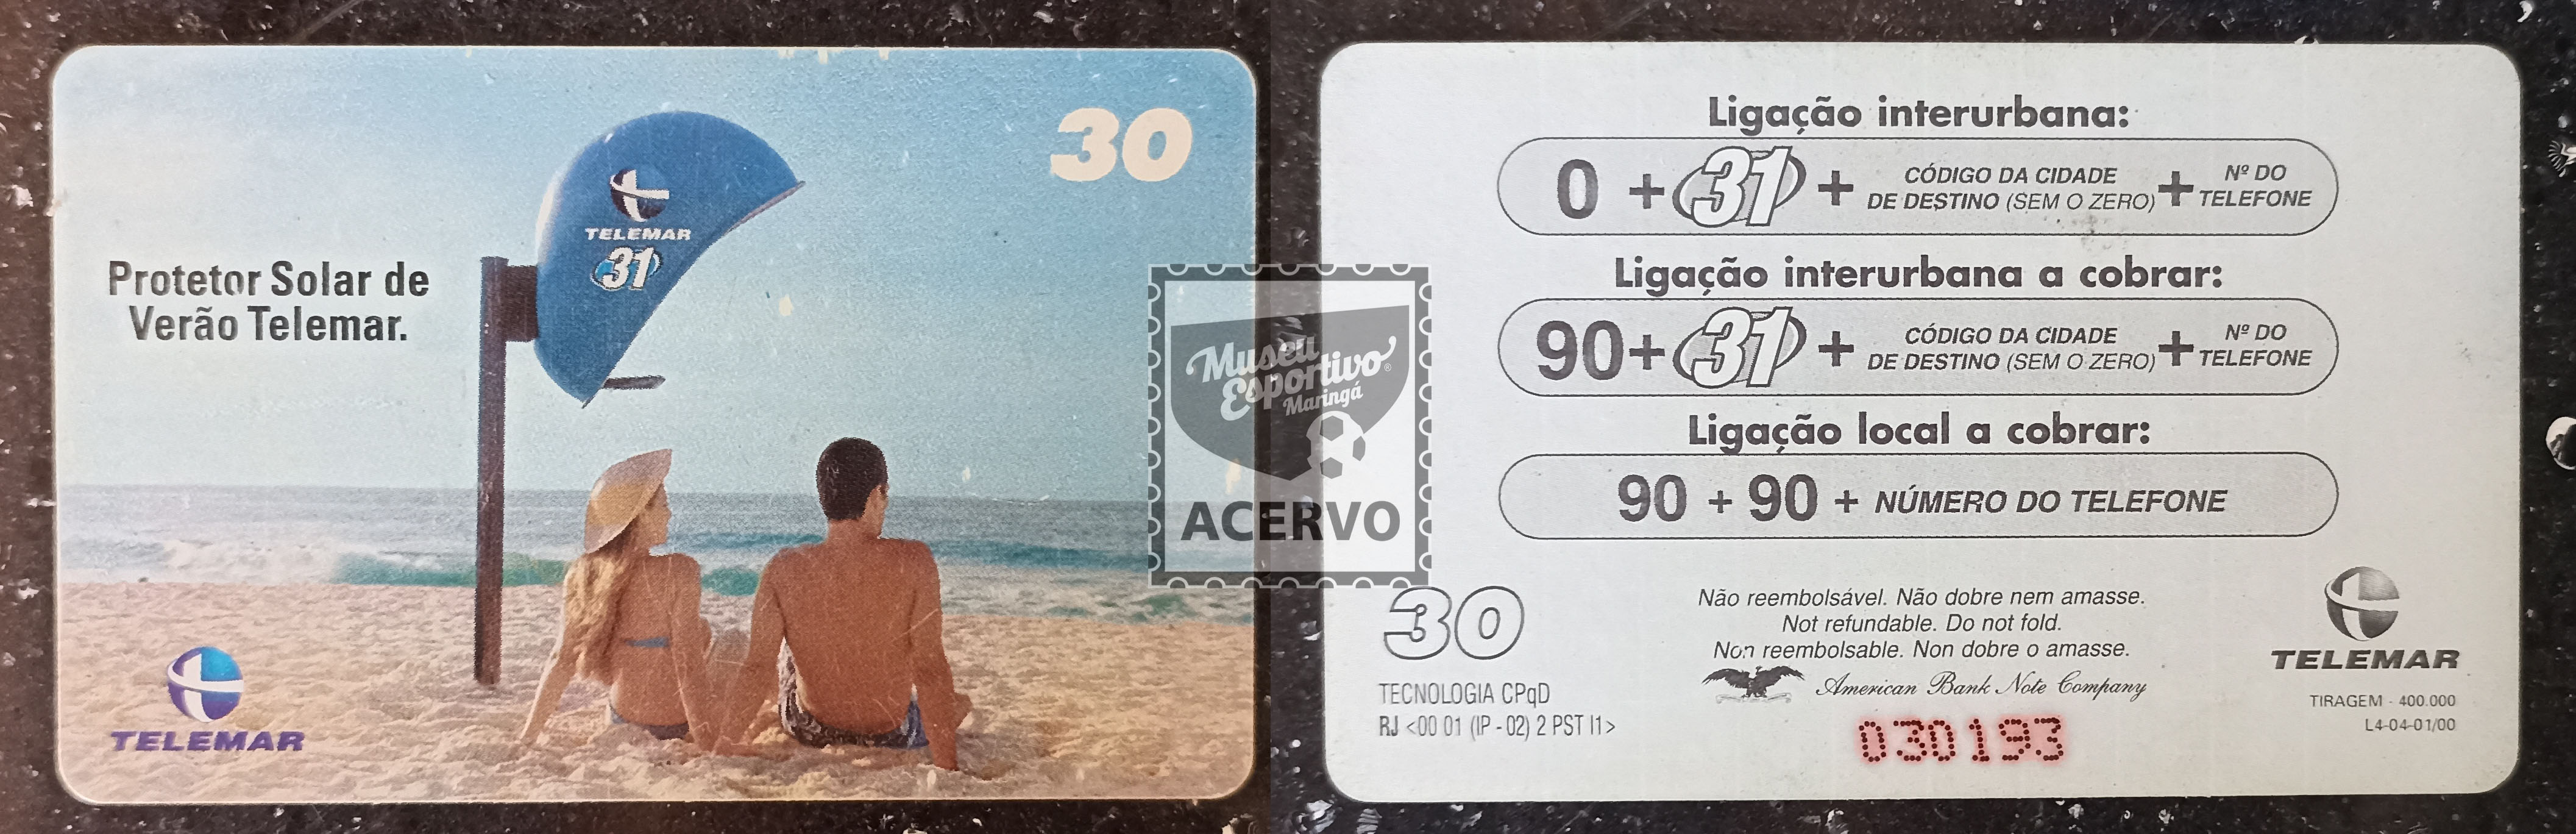 30
TELEMAR
31
Protetor Solar de
Verão Telemar.
TELEMAR
Museu
Esportivo
Maringá
ACERVO
Ligação interurbana:
0 + 31 + CÓDIGO DA CIDADE DE DESTINO (SEM O ZERO) + Nº DO TELEFONE
Ligação interurbana a cobrar:
90 + 31 + CÓDIGO DA CIDADE DE DESTINO (SEM O ZERO) + Nº DO TELEFONE
Ligação local a cobrar:
90 + 90 + NÚMERO DO TELEFONE
30
TECNOLOGIA CPqD
RJ <00 01 (IP - 02) 2 PST I1>
Não reembolsável. Não dobre nem amasse.
Not refundable. Do not fold.
Non reembolsable. Non dobre o amasse.
American Bank Note Company
030193
TELEMAR
TIRAGEM - 400.000
L4-04-01/00